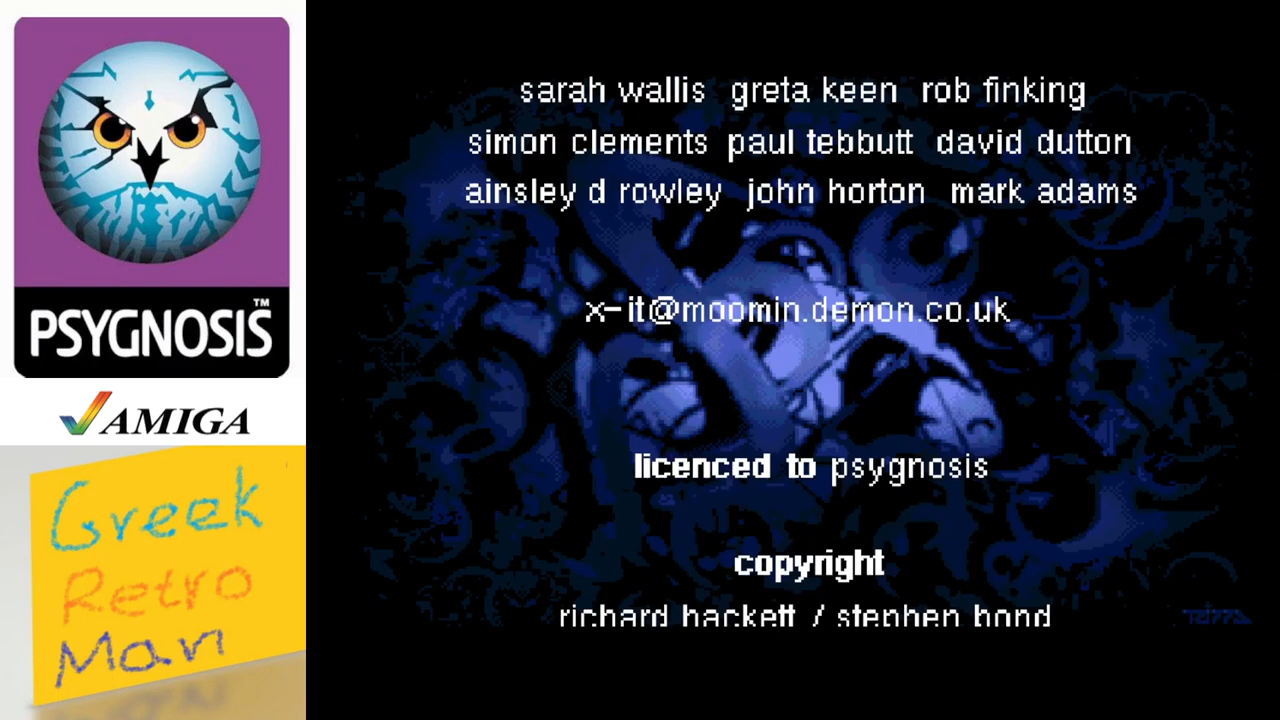 PSYGNOSIS™
AMIGA
Greek
Retro
Man
sarah wallis greta keen rob finking
simon clements paul tebbutt david dutton
ainsley d rowley john horton mark adams
x-it@moomin.demon.co.uk
licenced to psygnosis
copyright
richard hackett / stephen bond